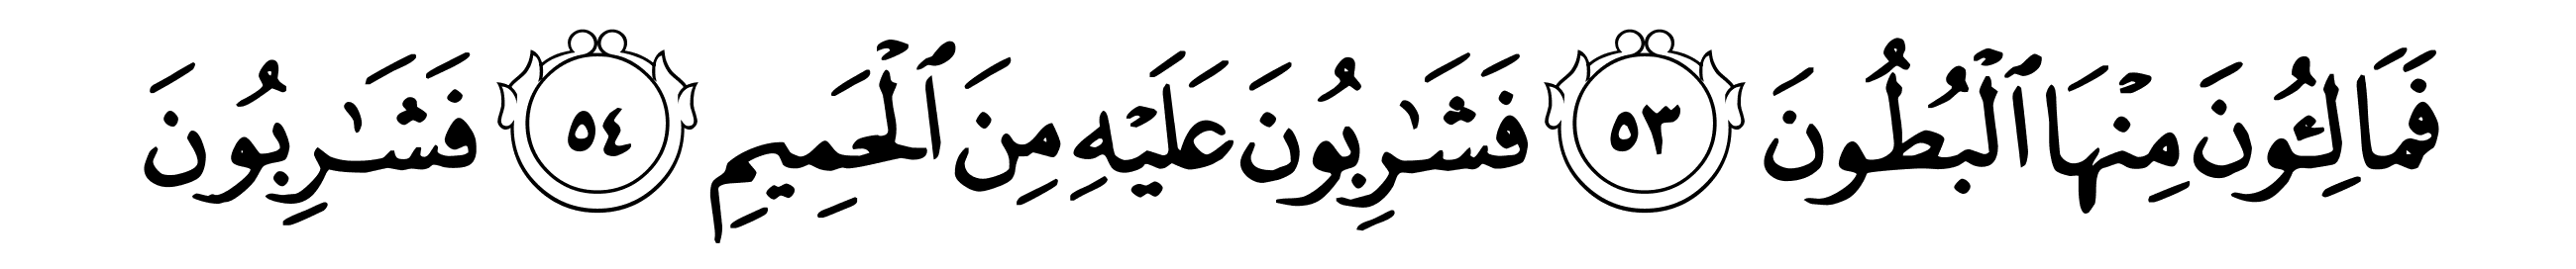 فَمَالِـُٔونَ مِنْهَا ٱلْبُطُونَ ٥٣ فَشَـٰرِبُونَ عَلَيْهِ مِنَ ٱلْحَمِيمِ ٥٤ فَشَـٰرِبُونَ